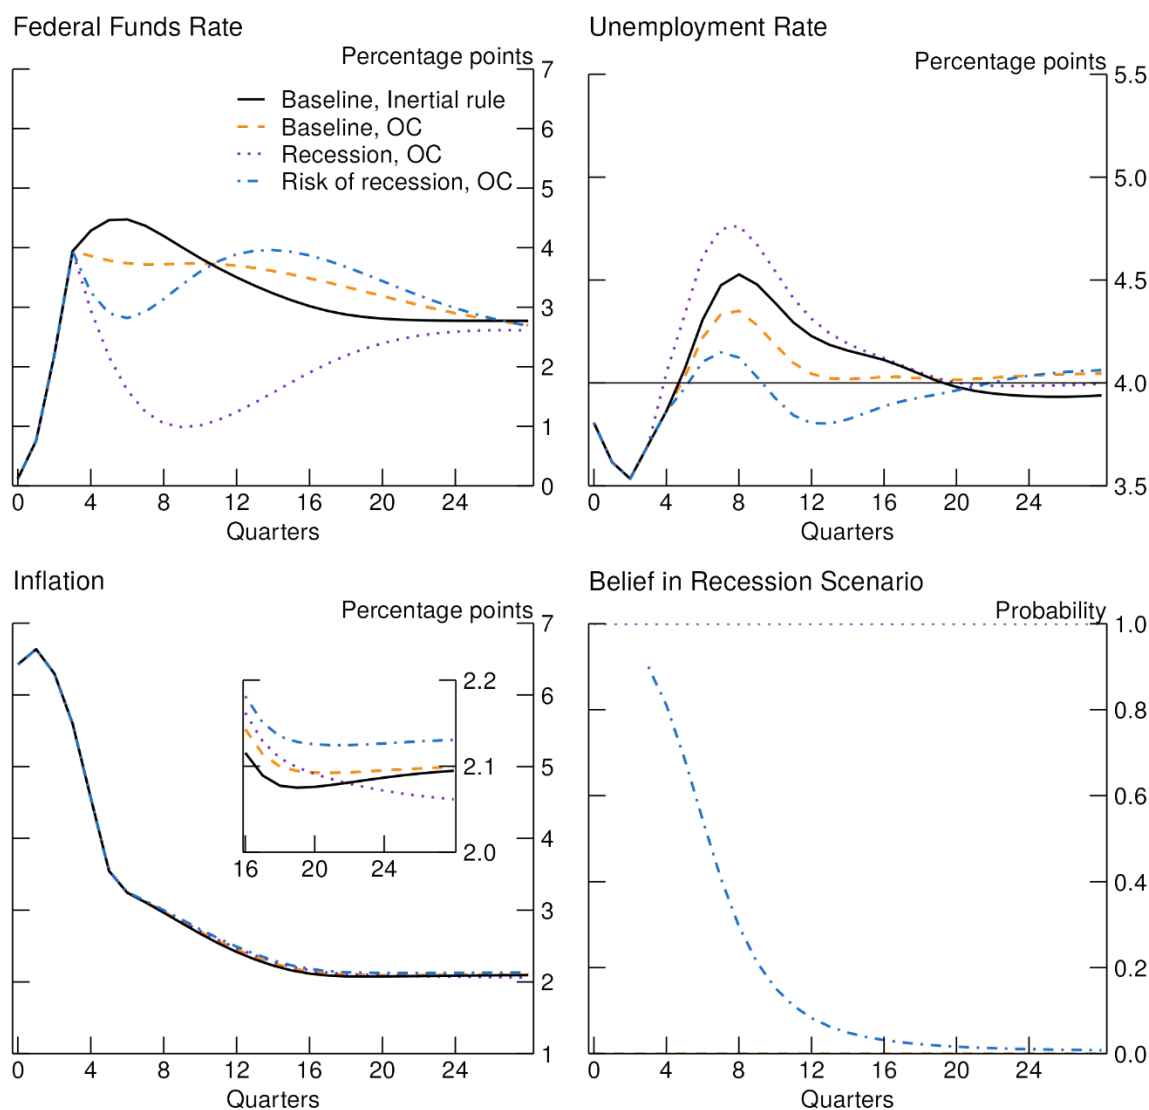 Federal Funds Rate
Percentage points
7
6
5
4
3
2
1
0
Baseline, Inertial rule
Baseline, OC
Recession, OC
Risk of recession, OC
0 4 8 12 16 20 24
Quarters
Unemployment Rate
Percentage points
5.5
5.0
4.5
4.0
3.5
0 4 8 12 16 20 24
Quarters
Inflation
Percentage points
7
6
5
4
3
2
1
2.2
2.1
2.0
16 20 24
0 4 8 12 16 20 24
Quarters
Belief in Recession Scenario
Probability
1.0
0.8
0.6
0.4
0.2
0.0
0 4 8 12 16 20 24
Quarters